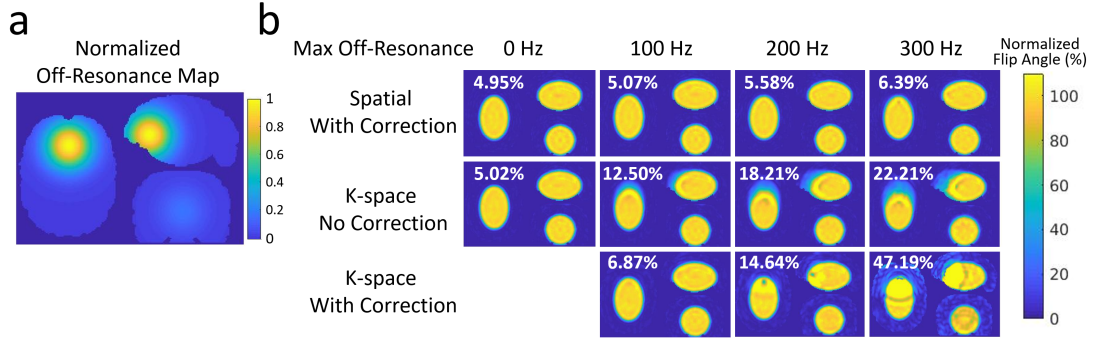 a
Normalized
Off-Resonance Map
1
0.8
0.6
0.4
0.2
0
b
Max Off-Resonance 0 Hz 100 Hz 200 Hz 300 Hz
Normalized
Flip Angle (%)
Spatial
With Correction
4.95% 5.07% 5.58% 6.39%
K-space
No Correction
5.02% 12.50% 18.21% 22.21%
K-space
With Correction
6.87% 14.64% 47.19%
100
80
60
40
20
0